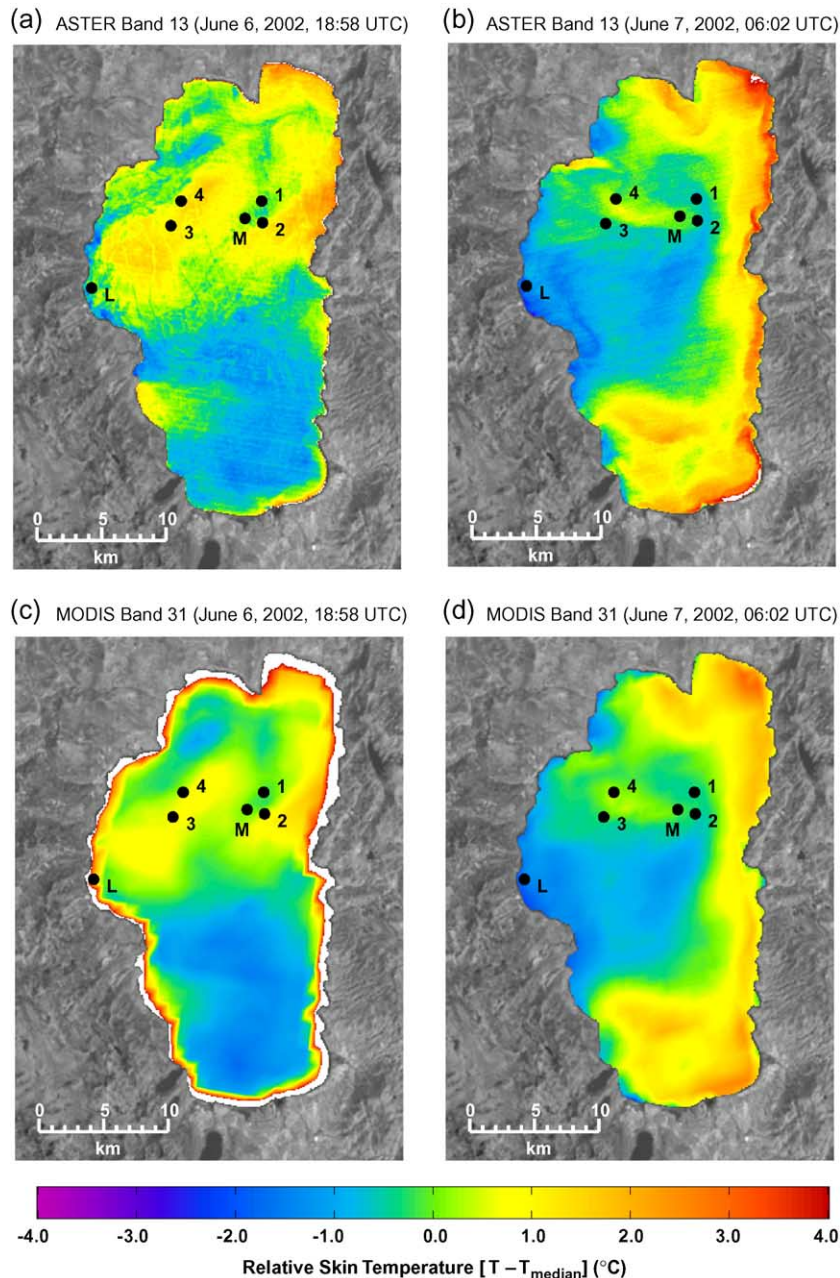 (a) ASTER Band 13 (June 6, 2002, 18:58 UTC)
(b) ASTER Band 13 (June 7, 2002, 06:02 UTC)
4
1
3
M
2
L
0 5 10
km
4
1
3
M
2
L
0 5 10
km
(c) MODIS Band 31 (June 6, 2002, 18:58 UTC)
(d) MODIS Band 31 (June 7, 2002, 06:02 UTC)
4
1
3
M
2
L
0 5 10
km
4
1
3
M
2
L
0 5 10
km
-4.0 -3.0 -2.0 -1.0 0.0 1.0 2.0 3.0 4.0
Relative Skin Temperature [T – Tmedian] (°C)